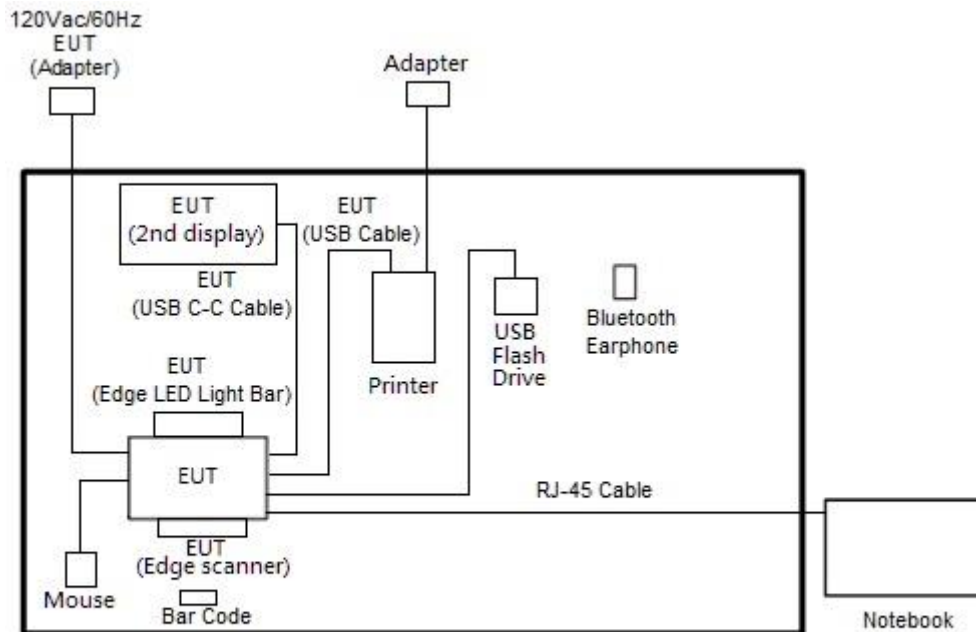 120Vac/60Hz
EUT
(Adapter)
Adapter
EUT
(2nd display)
EUT
(USB Cable)
EUT
(USB C-C Cable)
USB
Flash
Drive
Bluetooth
Earphone
Printer
EUT
(Edge LED Light Bar)
EUT
RJ-45 Cable
EUT
(Edge scanner)
Mouse
Bar Code
Notebook